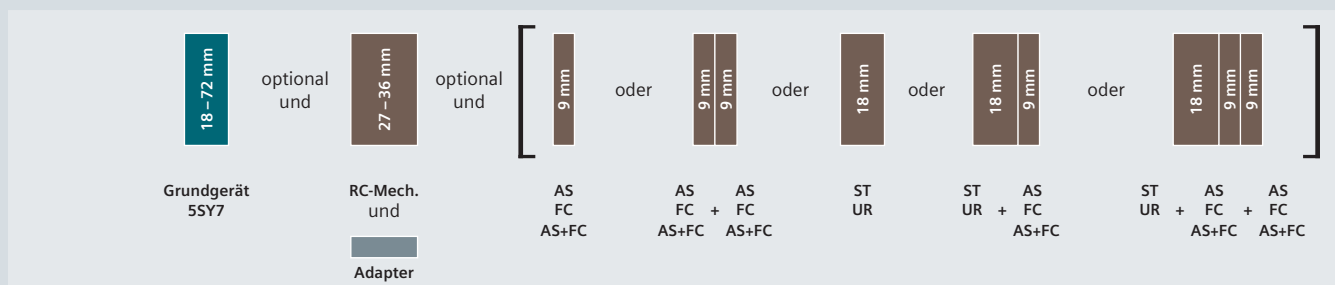 18–72 mm
optional
und
27–36 mm
optional
und
9 mm
oder
9 mm
9 mm
oder
18 mm
oder
18 mm
9 mm
oder
18 mm
9 mm
9 mm
Grundgerät
5SY7
RC-Mech.
und
Adapter
AS
FC
AS+FC
AS AS
FC + FC
AS+FC AS+FC
ST
UR
ST AS
UR + FC
AS+FC
ST AS AS
UR + FC + FC
AS+FC AS+FC